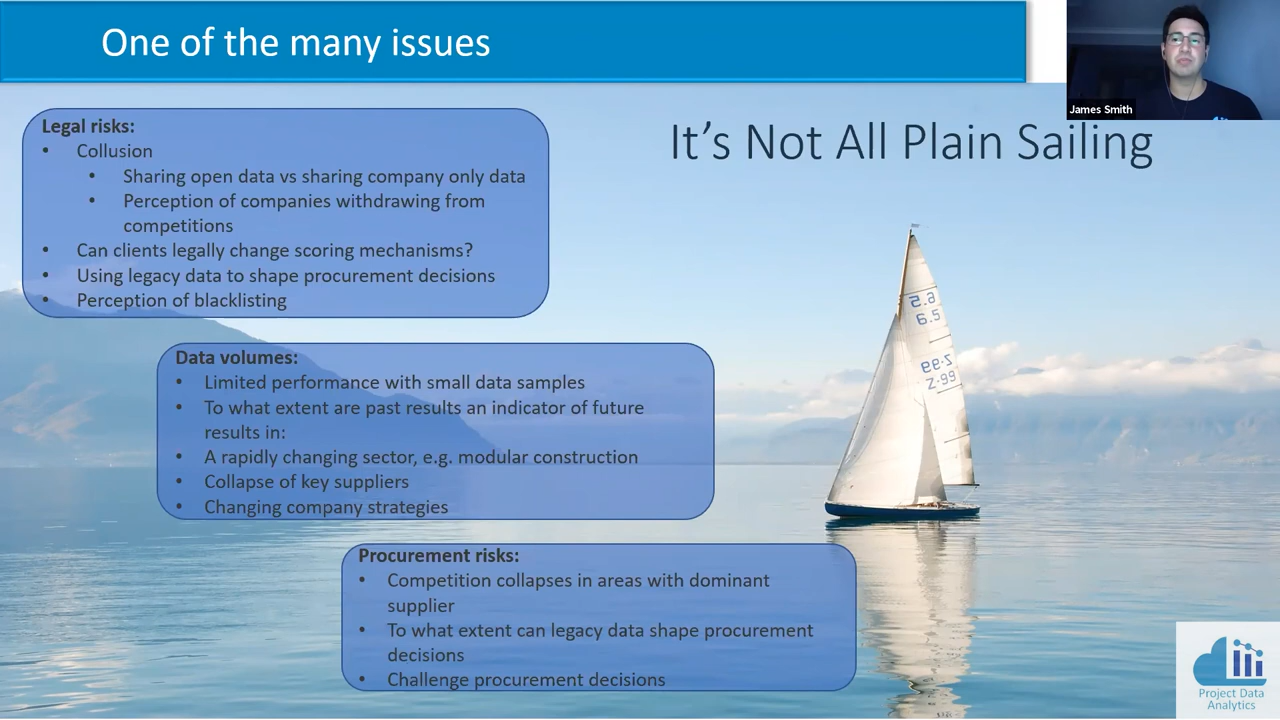 One of the many issues
James Smith
It's Not All Plain Sailing
Legal risks:
• Collusion
• Sharing open data vs sharing company only data
• Perception of companies withdrawing from
competitions
• Can clients legally change scoring mechanisms?
• Using legacy data to shape procurement decisions
• Perception of blacklisting
Data volumes:
• Limited performance with small data samples
• To what extent are past results an indicator of future
results in:
• A rapidly changing sector, e.g. modular construction
• Collapse of key suppliers
• Changing company strategies
Procurement risks:
• Competition collapses in areas with dominant
supplier
• To what extent can legacy data shape procurement
decisions
• Challenge procurement decisions
6.5
Z·99
Project Data
Analytics